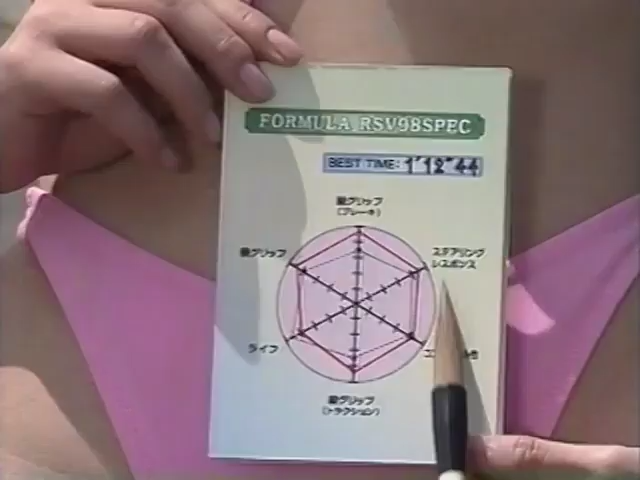 FORMULA RSV98SPEC
BEST TIME: 1'12"44
縦グリップ
(ブレーキ)
横グリップ
ステアリング
レスポンス
ライフ
縦グリップ
(トラクション)